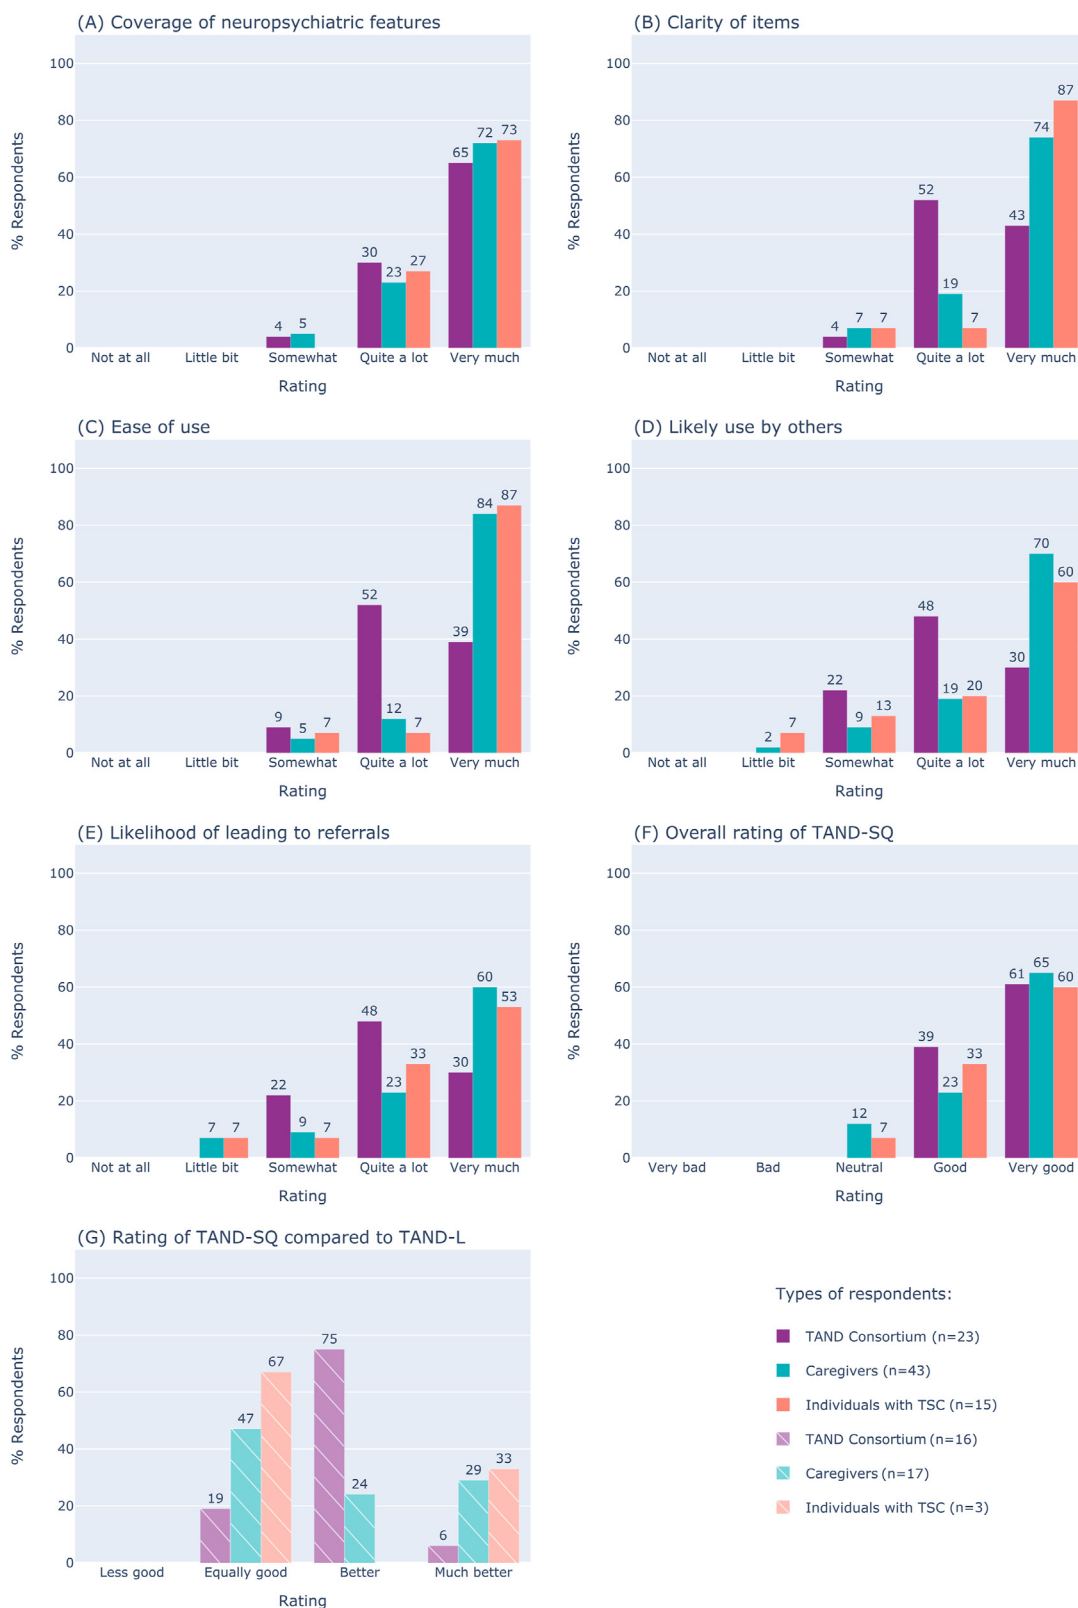 (A) Coverage of neuropsychiatric features
100
80
60
40
20
0
% Respondents
4 5
30 23 27
65 72 73
Not at all Little bit Somewhat Quite a lot Very much
Rating
(B) Clarity of items
100
80
60
40
20
0
% Respondents
4 7 7
52 19 7
43 74 87
Not at all Little bit Somewhat Quite a lot Very much
Rating
(C) Ease of use
100
80
60
40
20
0
% Respondents
9 5 7
52 12 7
39 84 87
Not at all Little bit Somewhat Quite a lot Very much
Rating
(D) Likely use by others
100
80
60
40
20
0
% Respondents
2 7
22 9 13
48 19 20
30 70 60
Not at all Little bit Somewhat Quite a lot Very much
Rating
(E) Likelihood of leading to referrals
100
80
60
40
20
0
% Respondents
7 7
22 9 7
48 23 33
30 60 53
Not at all Little bit Somewhat Quite a lot Very much
Rating
(F) Overall rating of TAND-SQ
100
80
60
40
20
0
% Respondents
12 7
39 23 33
61 65 60
Very bad Bad Neutral Good Very good
Rating
(G) Rating of TAND-SQ compared to TAND-L
100
80
60
40
20
0
% Respondents
19 47 67
75 24
6 29 33
Less good Equally good Better Much better
Rating
Types of respondents:
TAND Consortium (n=23)
Caregivers (n=43)
Individuals with TSC (n=15)
TAND Consortium (n=16)
Caregivers (n=17)
Individuals with TSC (n=3)